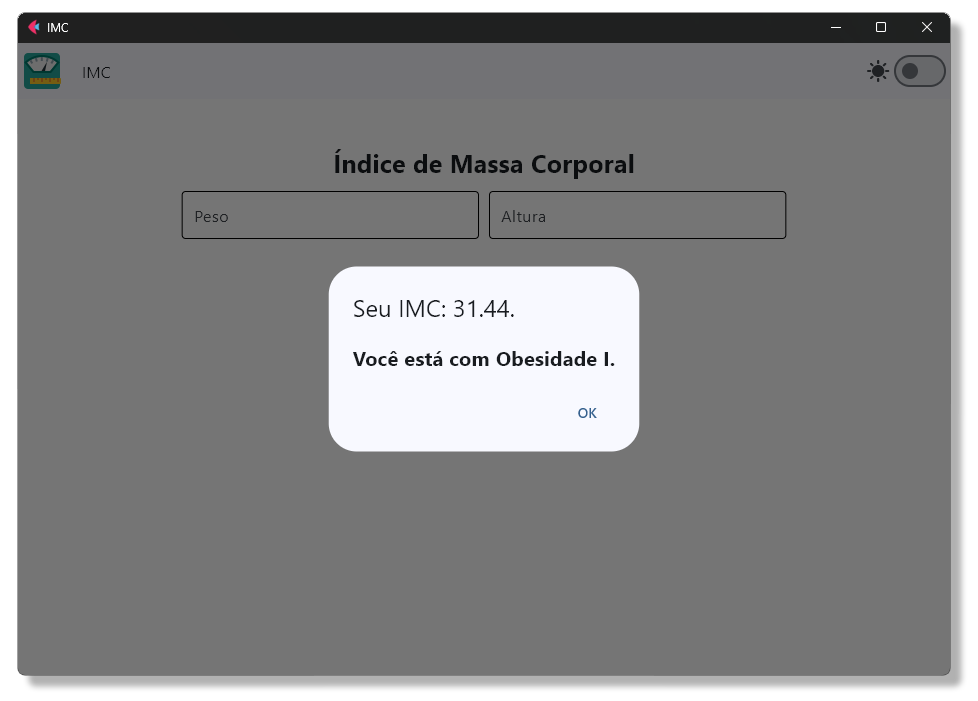 IMC
IMC
Índice de Massa Corporal
Peso
Altura
Seu IMC: 31.44.
Você está com Obesidade I.
OK